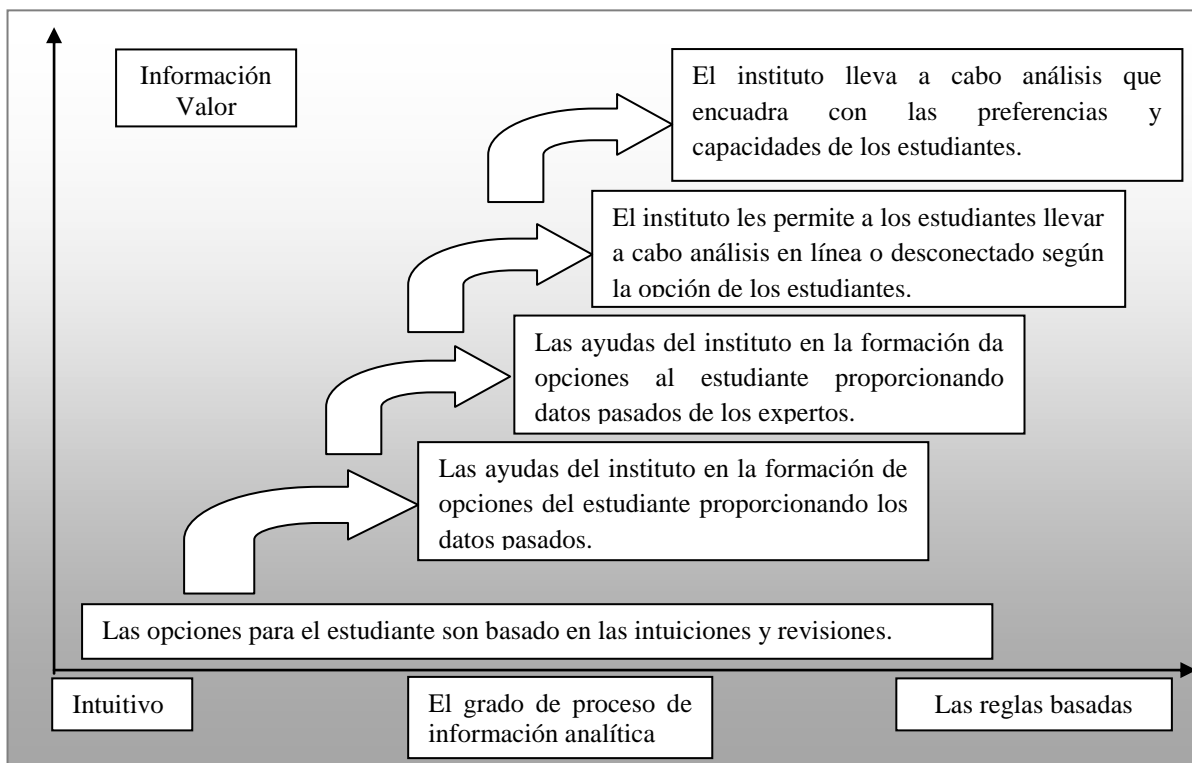 Información
Valor
El instituto lleva a cabo análisis que
encuadra con las preferencias y
capacidades de los estudiantes.
El instituto les permite a los estudiantes llevar
a cabo análisis en línea o desconectado según
la opción de los estudiantes.
Las ayudas del instituto en la formación da
opciones al estudiante proporcionando
datos pasados de los expertos.
Las ayudas del instituto en la formación de
opciones del estudiante proporcionando los
datos pasados.
Las opciones para el estudiante son basado en las intuiciones y revisiones.
Intuitivo
El grado de proceso de
información analítica
Las reglas basadas